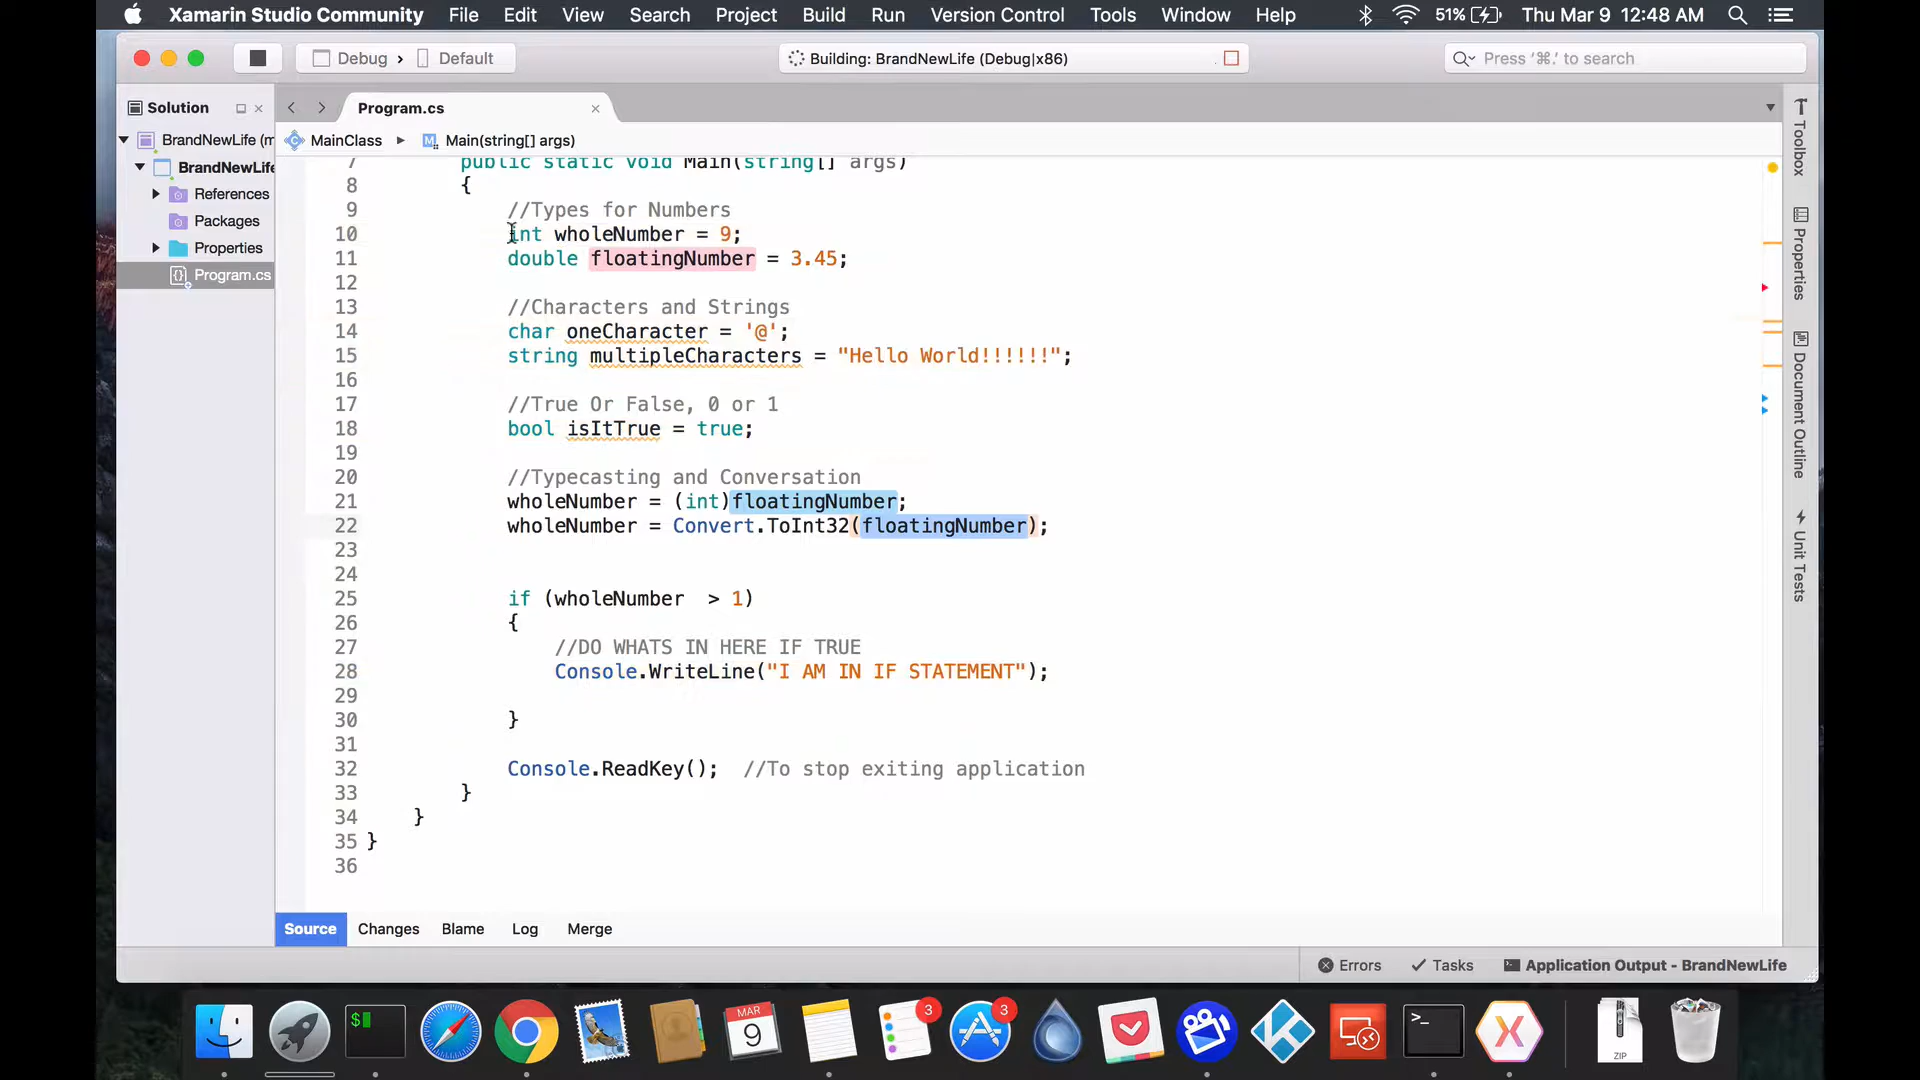 Xamarin Studio Community File Edit View Search Project Build Run Version Control Tools Window Help 51% Thu Mar 9 12:48 AM
Debug › Default Building: BrandNewLife (Debug|x86) Press ‘⌘.’ to search
Solution
Program.cs
BrandNewLife (m
MainClass Main(string[] args)
BrandNewLife
References
Packages
Properties
Program.cs
7 public static void Main(string[] args)
8 {
9 //Types for Numbers
10 int wholeNumber = 9;
11 double floatingNumber = 3.45;
12
13 //Characters and Strings
14 char oneCharacter = '@';
15 string multipleCharacters = "Hello World!!!!!!";
16
17 //True Or False, 0 or 1
18 bool isItTrue = true;
19
20 //Typecasting and Conversation
21 wholeNumber = (int)floatingNumber;
22 wholeNumber = Convert.ToInt32(floatingNumber);
23
24
25 if (wholeNumber  > 1)
26 {
27 //DO WHATS IN HERE IF TRUE
28 Console.WriteLine("I AM IN IF STATEMENT");
29
30 }
31
32 Console.ReadKey();  //To stop exiting application
33 }
34 }
35 }
36
Toolbox
Properties
Document Outline
Unit Tests
Source Changes Blame Log Merge
Errors Tasks Application Output - BrandNewLife
$
MAR
9
3
3
>_
ZIP